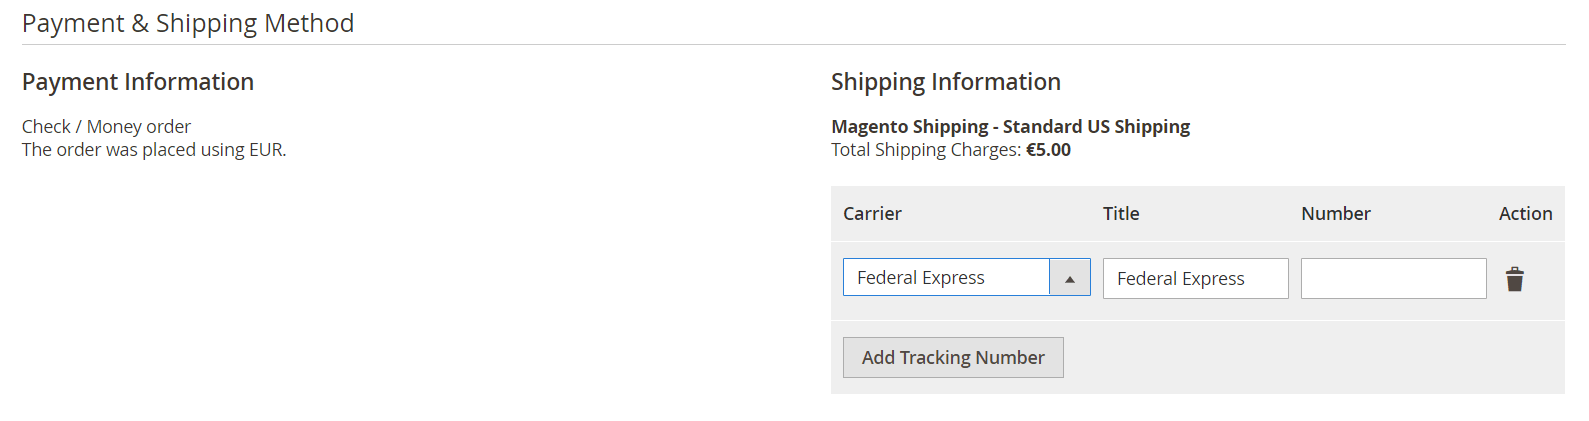 Payment & Shipping Method
Payment Information
Check / Money order
The order was placed using EUR.
Shipping Information
Magento Shipping - Standard US Shipping
Total Shipping Charges: €5.00
Carrier Title Number Action
Federal Express Federal Express
Add Tracking Number